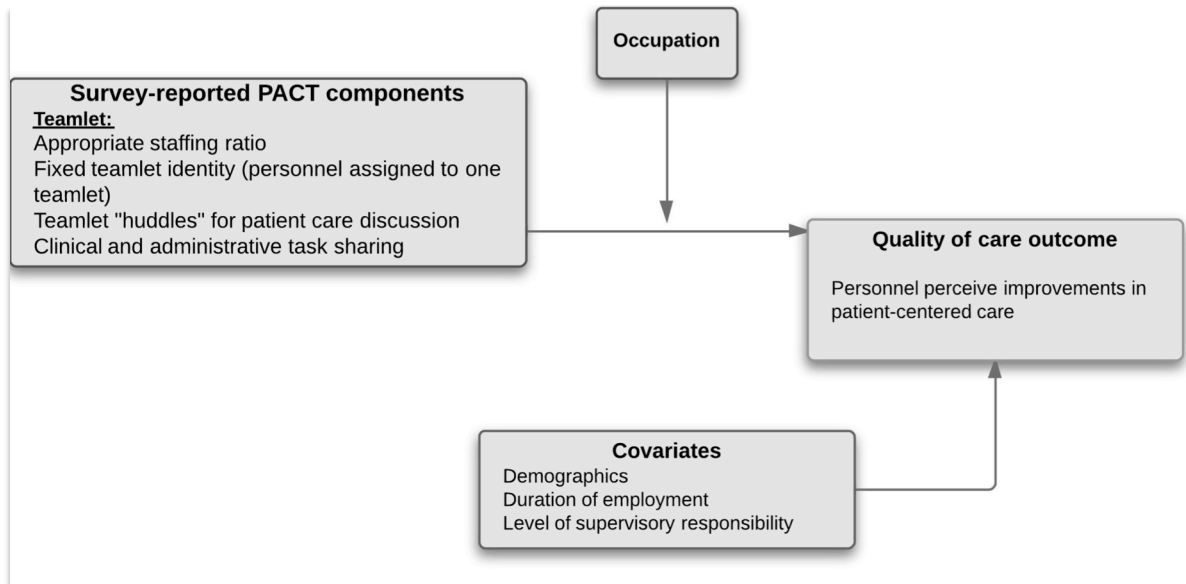 Occupation
Survey-reported PACT components
Teamlet:
Appropriate staffing ratio
Fixed teamlet identity (personnel assigned to one
teamlet)
Teamlet "huddles" for patient care discussion
Clinical and administrative task sharing
Quality of care outcome
Personnel perceive improvements in
patient-centered care
Covariates
Demographics
Duration of employment
Level of supervisory responsibility